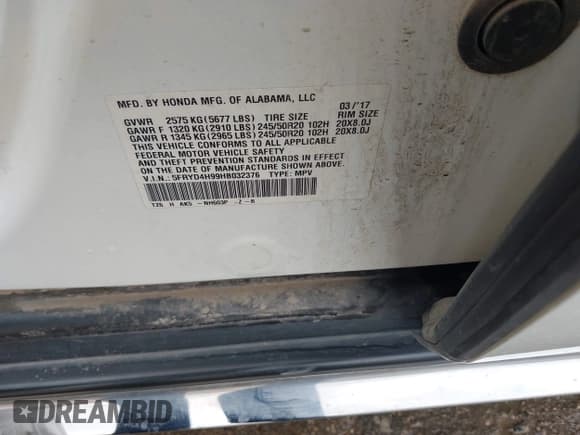 MFD. BY HONDA MFG. OF ALABAMA, LLC 03/'17
GVWR 2575 KG(5677 LBS) TIRE SIZE RIM SIZE
GAWR F 1320 KG(2910 LBS) 245/50R20 102H 20X8.0J
GAWR R 1345 KG(2965 LBS) 245/50R20 102H 20X8.0J
THIS VEHICLE CONFORMS TO ALL APPLICABLE
FEDERAL MOTOR VEHICLE SAFETY
AND THEFT PREVENTION STANDARDS IN EFFECT
ON THE DATE OF MANUFACTURE SHOWN ABOVE.
V.I.N.: 5FRYD4H99HB032376 TYPE: MPV
TZ5 H AK5 -NH603P -Z -B
DREAMBID